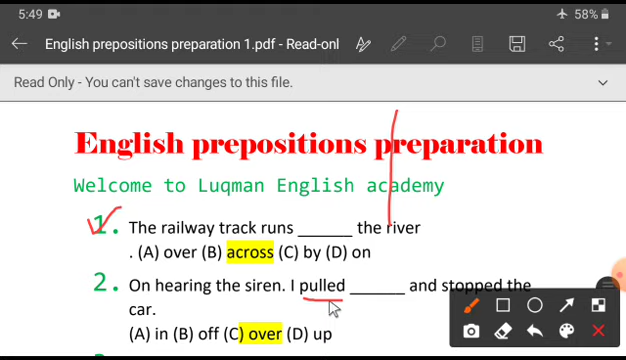 5:49 58%
English prepositions preparation 1.pdf - Read-onl
Read Only - You can't save changes to this file.
English prepositions preparation
Welcome to Luqman English academy
1. The railway track runs ______ the river
. (A) over (B) across (C) by (D) on
2. On hearing the siren. I pulled ______ and stopped the
car.
(A) in (B) off (C) over (D) up